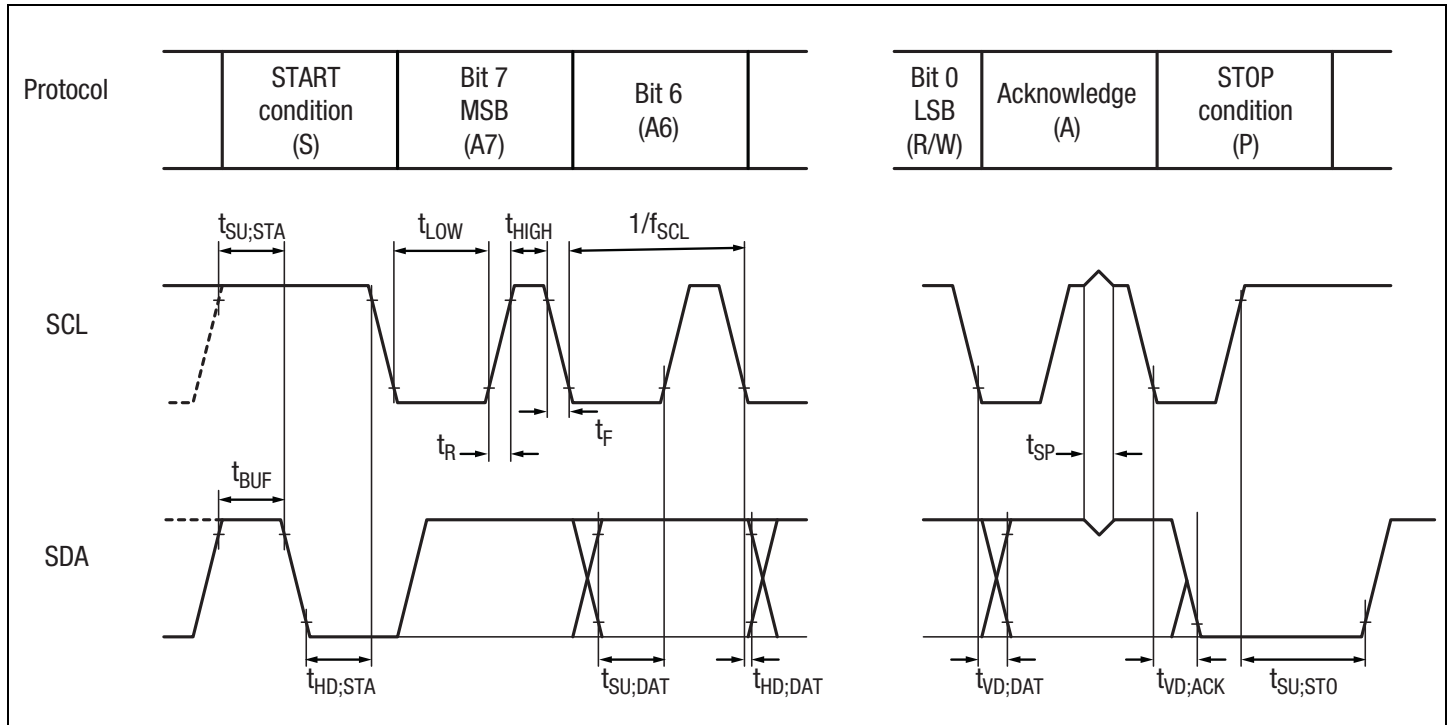 Protocol
START
condition
(S)
Bit 7
MSB
(A7)
Bit 6
(A6)
Bit 0
LSB
(R/W)
Acknowledge
(A)
STOP
condition
(P)
tSU;STA
tLOW
tHIGH
1/fSCL
SCL
tR
tF
tSP
tBUF
SDA
tHD;STA
tSU;DAT
tHD;DAT
tVD;DAT
tVD;ACK
tSU;STO